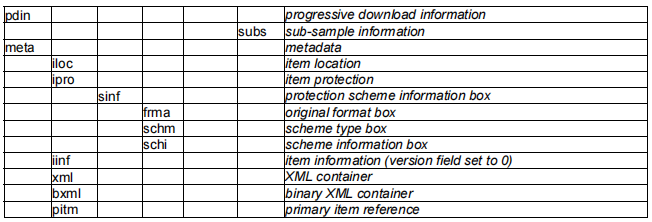 pdin progressive download information
subs sub-sample information
meta metadata
iloc item location
ipro item protection
sinf protection scheme information box
frma original format box
schm scheme type box
schi scheme information box
iinf item information (version field set to 0)
xml XML container
bxml binary XML container
pitm primary item reference